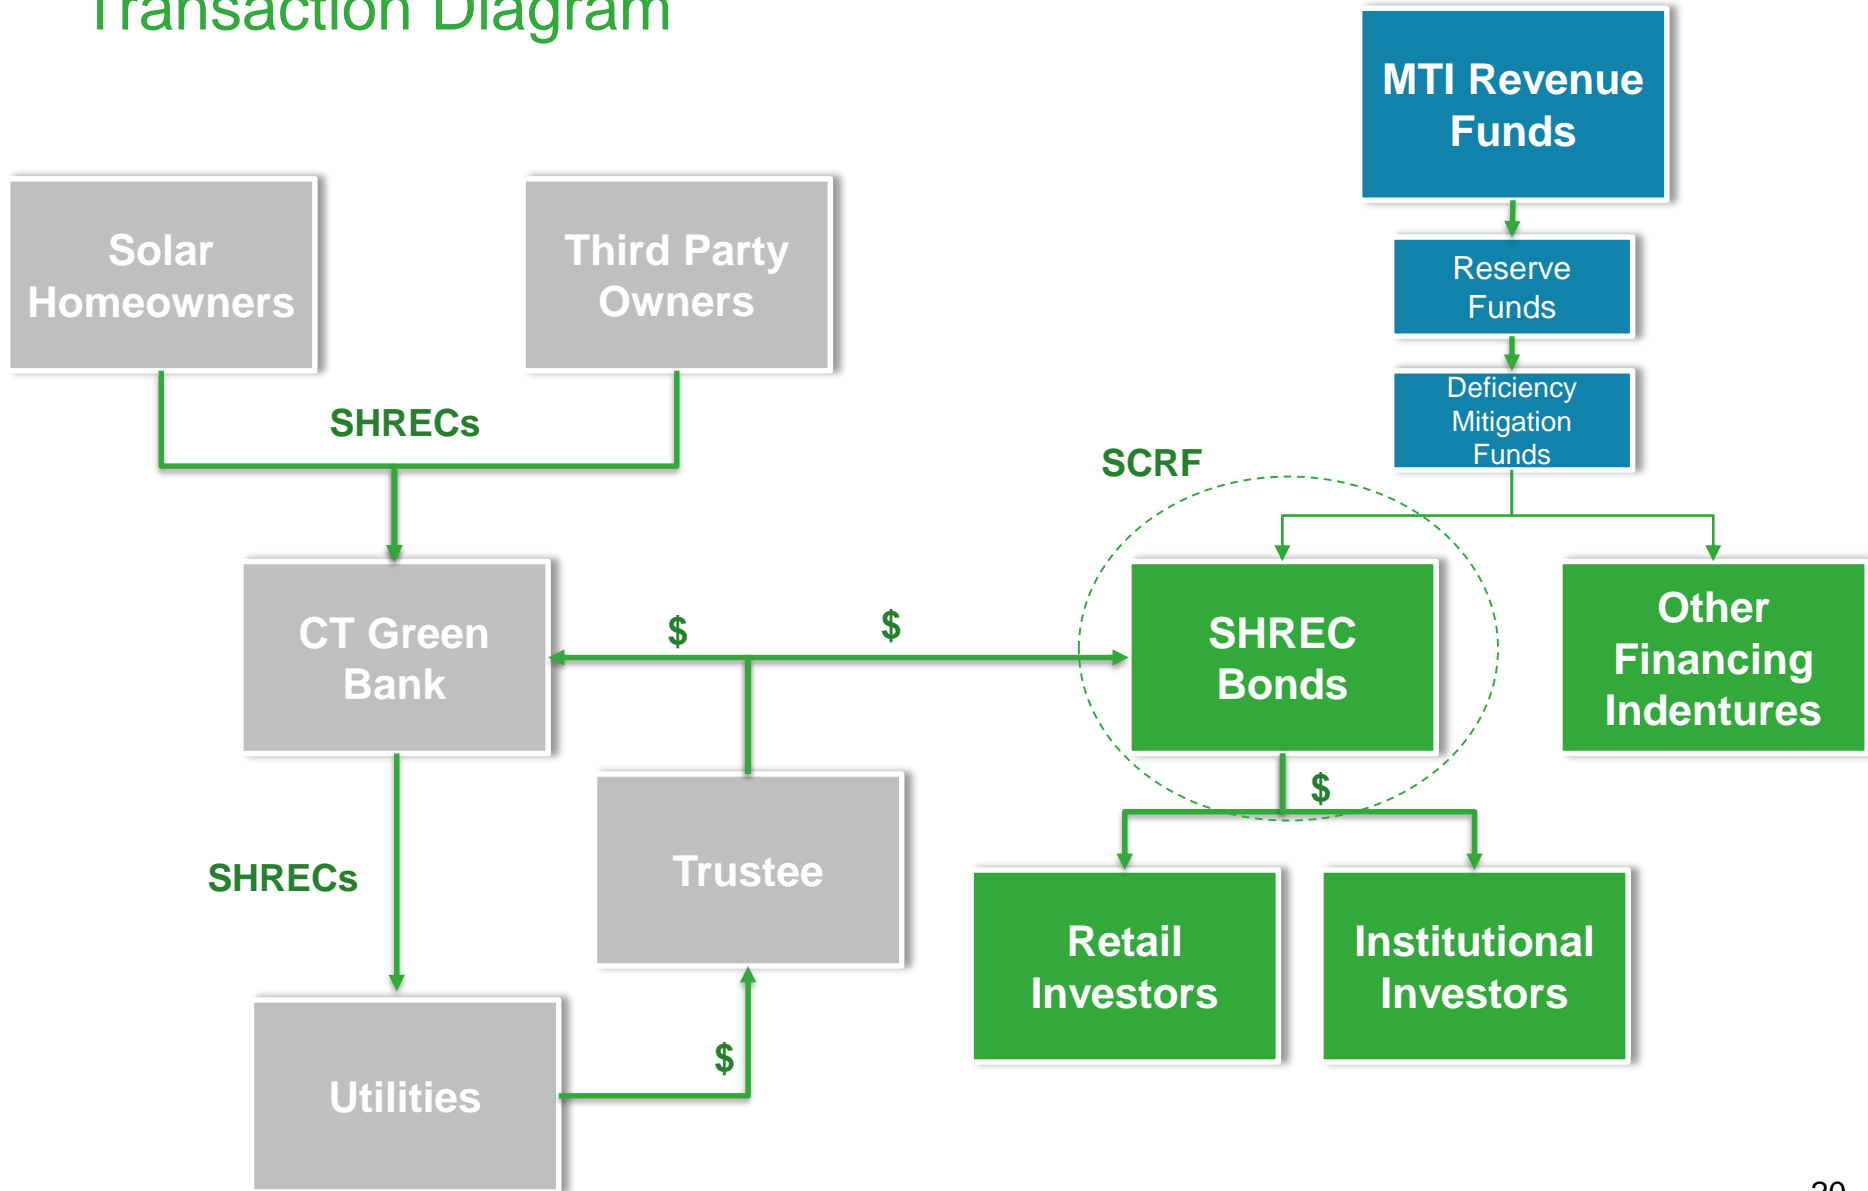 Transaction Diagram
MTI Revenue
Funds
Solar
Homeowners
Third Party
Owners
Reserve
Funds
Deficiency
Mitigation
Funds
SHRECs
SCRF
CT Green
Bank
$
$
SHREC
Bonds
Other
Financing
Indentures
$
SHRECs
Trustee
Retail
Investors
Institutional
Investors
$
Utilities
20